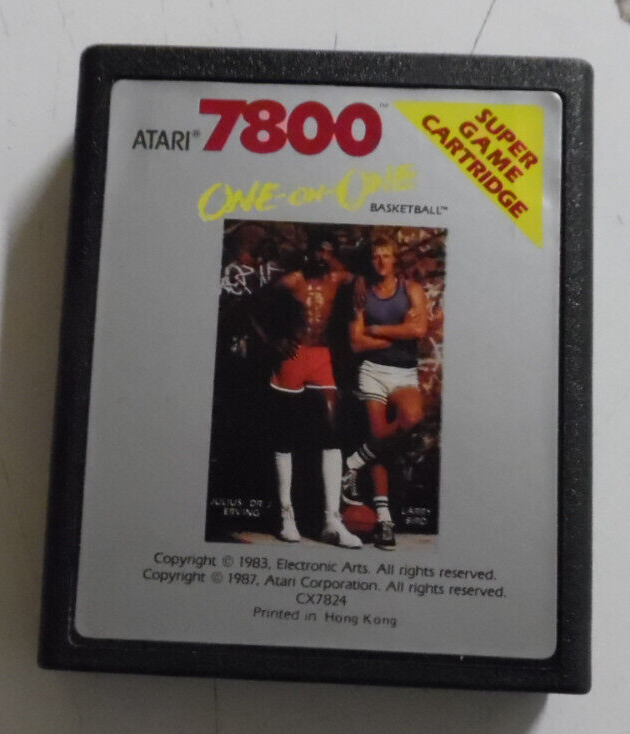 ATARI® 7800™
SUPER
GAME
CARTRIDGE
ONE-ON-ONE
BASKETBALL™
JULIUS DR J
ERVING
LARRY
BIRD
Copyright © 1983, Electronic Arts. All rights reserved.
Copyright © 1987, Atari Corporation. All rights reserved.
CX7824
Printed in Hong Kong